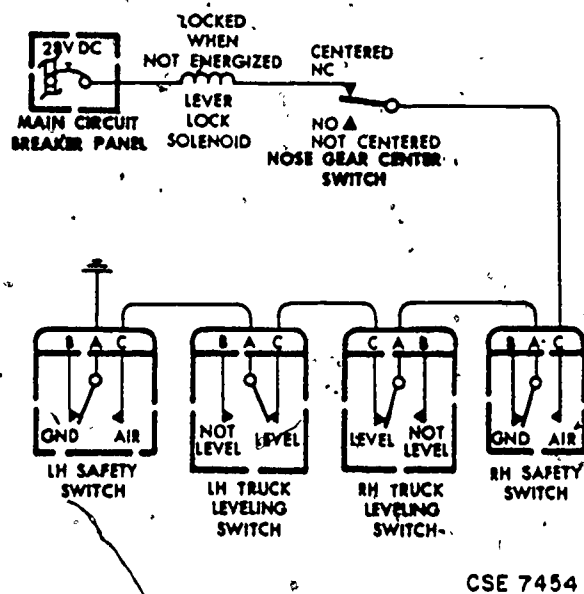 28V DC
MAIN CIRCUIT
BREAKER PANEL
LOCKED
WHEN
NOT ENERGIZED
LEVER
LOCK
SOLENOID
CENTERED
NC
NO
NOT CENTERED
NOSE GEAR CENTER
SWITCH
B A C
GND AIR
LH SAFETY
SWITCH
B A C
NOT
LEVEL LEVEL
LH TRUCK
LEVELING
SWITCH
C A B
LEVEL NOT
LEVEL
RH TRUCK
LEVELING
SWITCH
B A C
GND AIR
RH SAFETY
SWITCH
CSE 7454